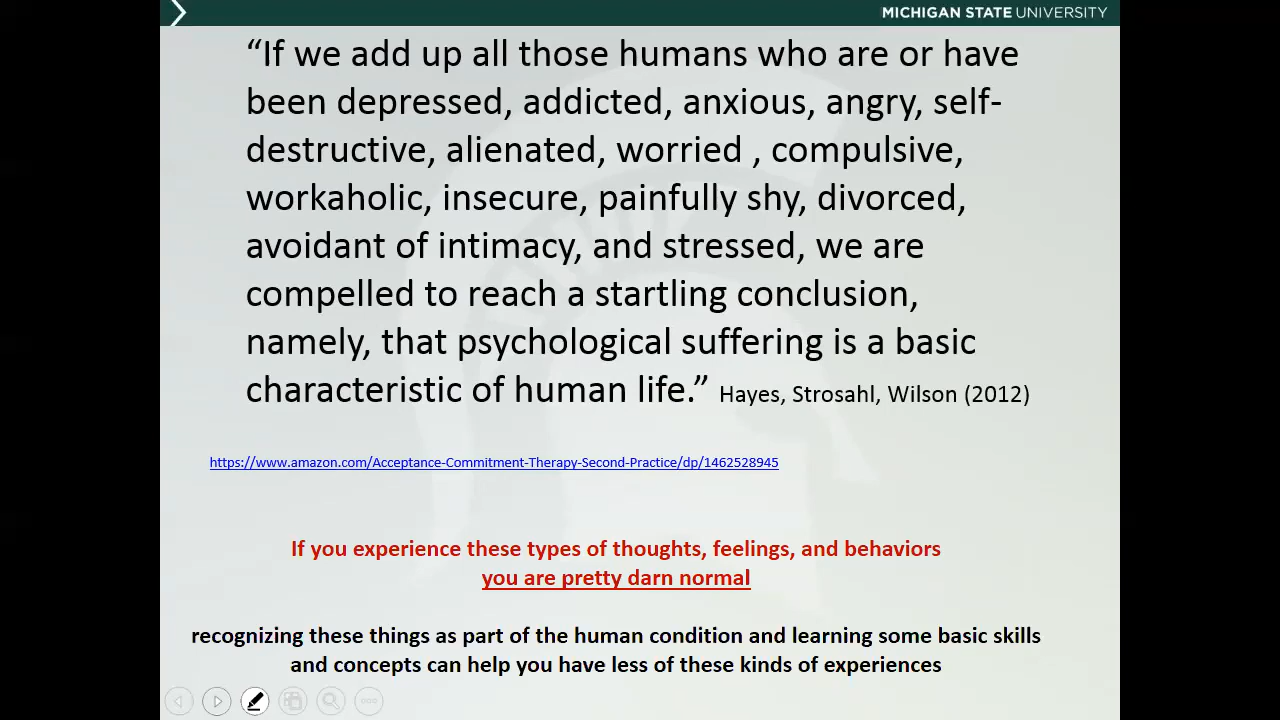 MICHIGAN STATE UNIVERSITY
“If we add up all those humans who are or have
been depressed, addicted, anxious, angry, self-
destructive, alienated, worried , compulsive,
workaholic, insecure, painfully shy, divorced,
avoidant of intimacy, and stressed, we are
compelled to reach a startling conclusion,
namely, that psychological suffering is a basic
characteristic of human life.” Hayes, Strosahl, Wilson (2012)
https://www.amazon.com/Acceptance-Commitment-Therapy-Second-Practice/dp/1462528945
If you experience these types of thoughts, feelings, and behaviors
you are pretty darn normal
recognizing these things as part of the human condition and learning some basic skills
and concepts can help you have less of these kinds of experiences